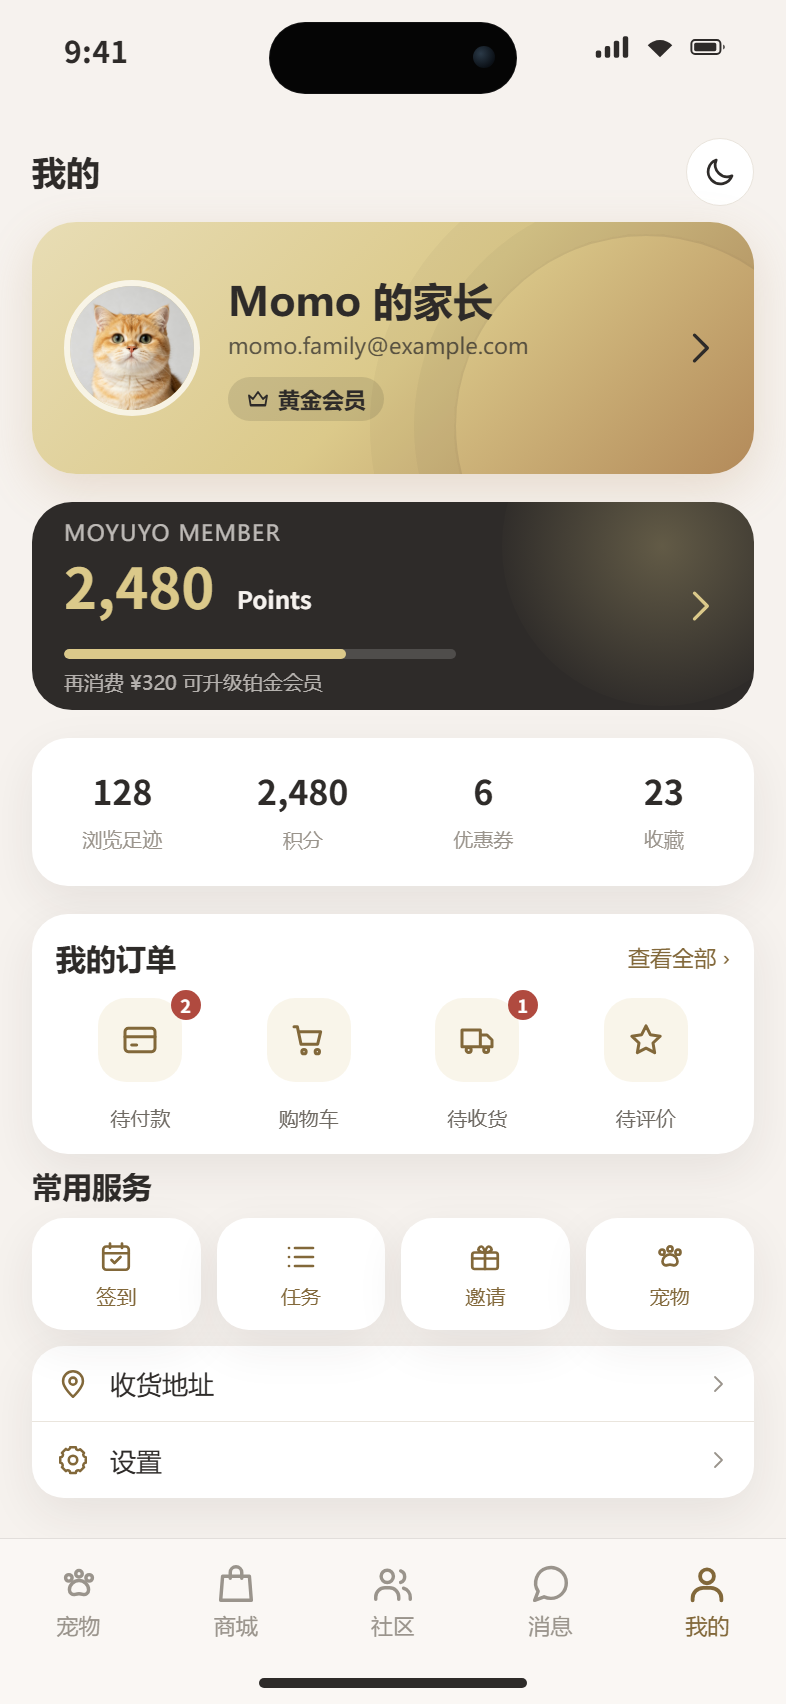 9:41
我的
Momo 的家长
momo.family@example.com
黄金会员
MOYUYO MEMBER
2,480 Points
再消费 ¥320 可升级铂金会员
128 2,480 6 23
浏览足迹 积分 优惠券 收藏
我的订单 查看全部 ›
2 1
待付款 购物车 待收货 待评价
常用服务
签到 任务 邀请 宠物
收货地址
设置
宠物 商城 社区 消息 我的